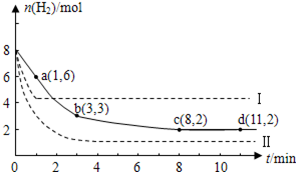 n(H₂)/mol
8
6
4
2
a(1,6)
b(3,3)
c(8,2)
d(11,2)
I
II
0
2
4
6
8
10
t/min